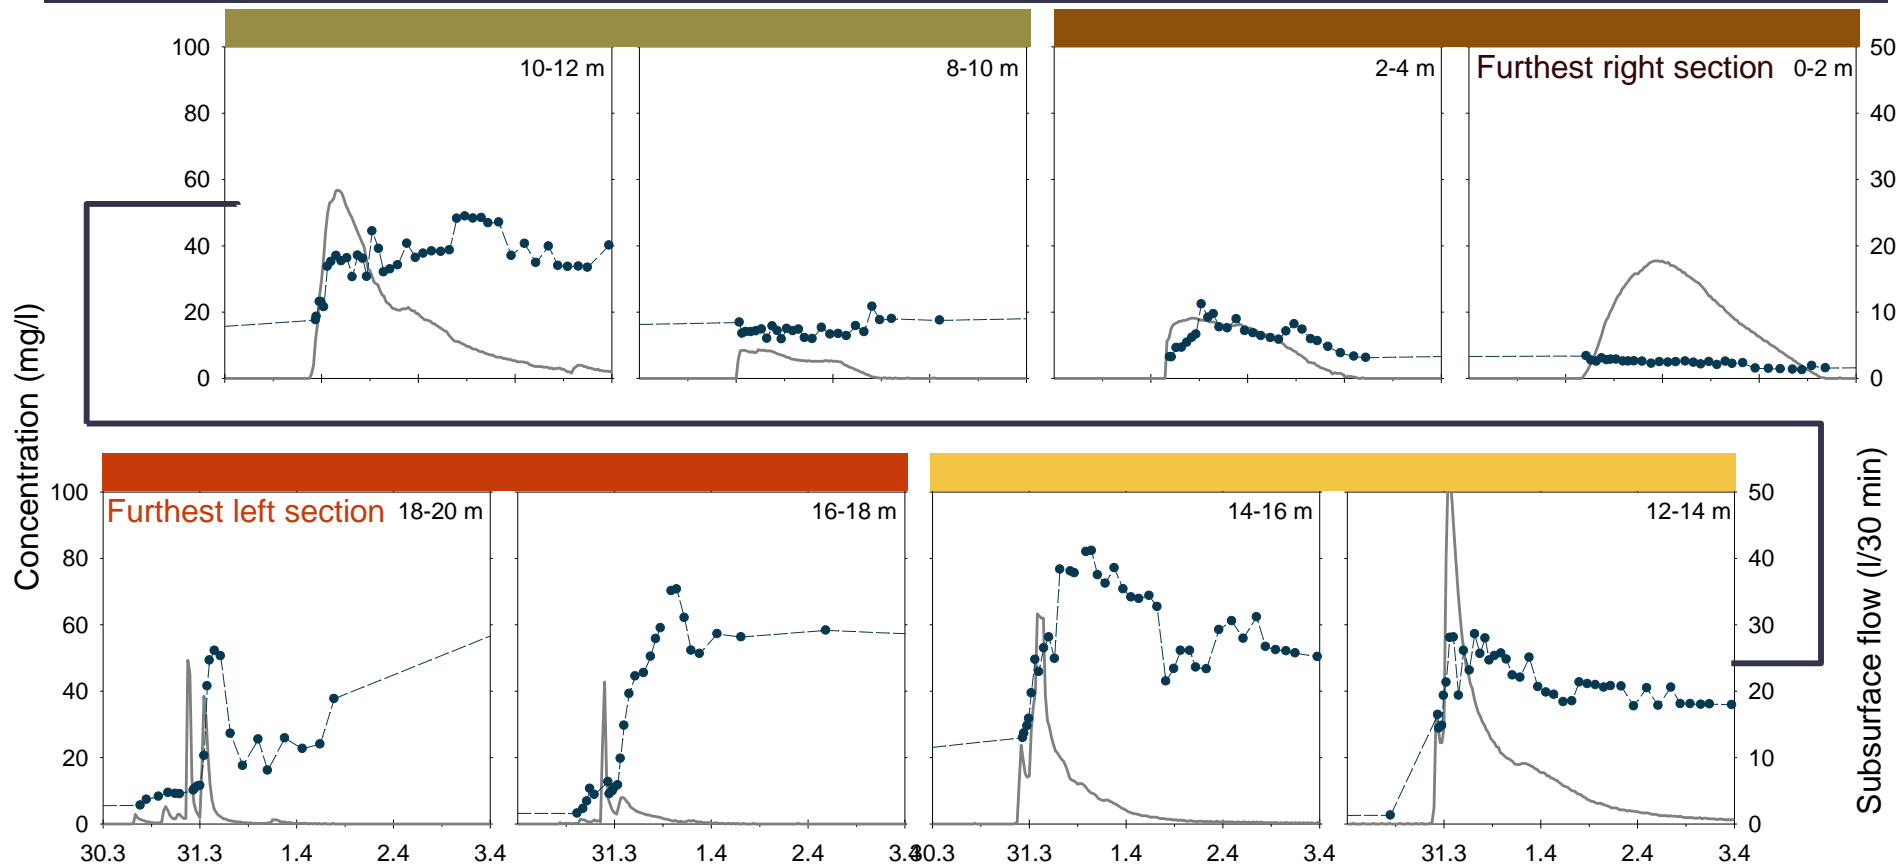 100 10-12 m 8-10 m 2-4 m Furthest right section 0-2 m 50
80 40
60 30
40 20
20 10
0 0
Concentration (mg/l)
100 Furthest left section 18-20 m 16-18 m 14-16 m 12-14 m 50
80 40
60 30
40 20
20 10
0 0
Subsurface flow (l/30 min)
30.3 31.3 1.4 2.4 3.4 31.3 1.4 2.4 3.4 30.3 31.3 1.4 2.4 3.4 31.3 1.4 2.4 3.4